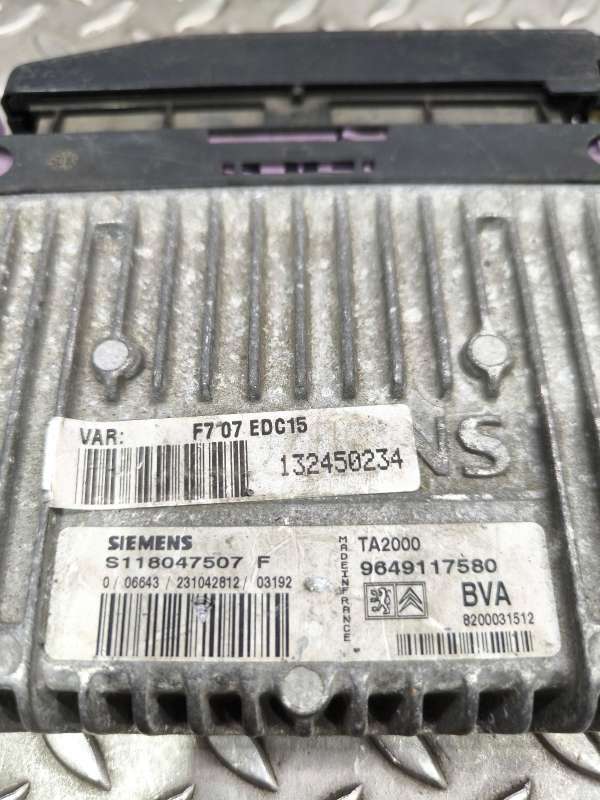 VAR: F7 07 EDC15
132450234
NS
SIEMENS
S118047507 F
0 / 06643 / 231042812 / 03192
MADE IN FRANCE
TA2000
9649117580
BVA
8200031512